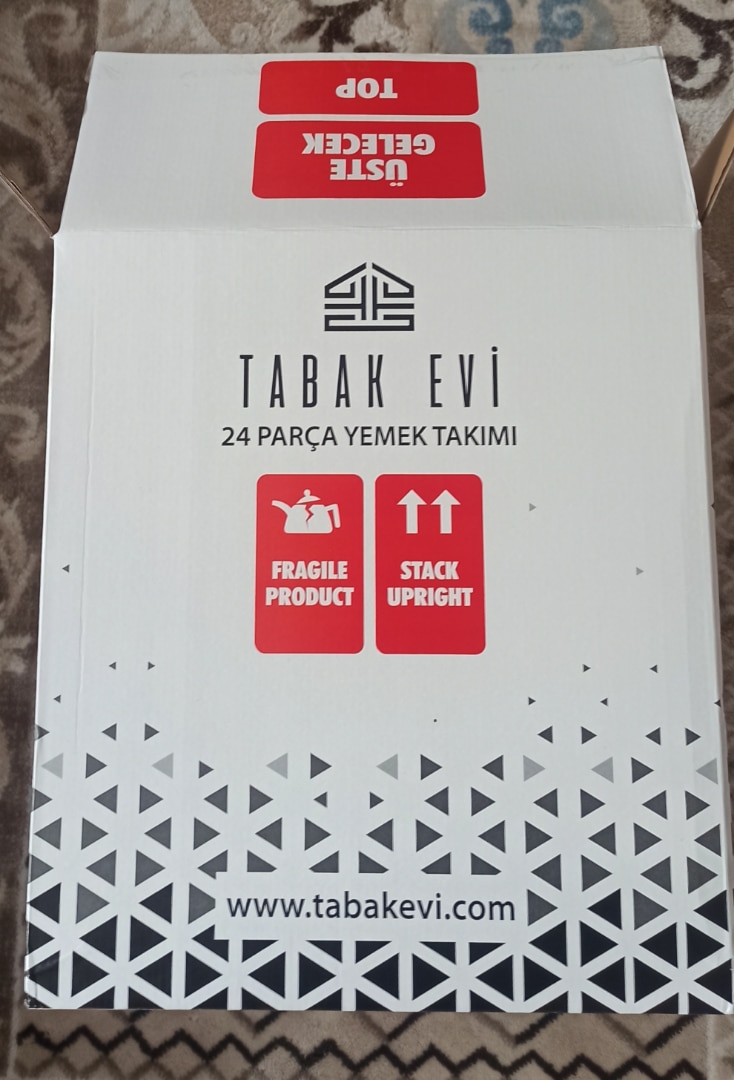 TOP
ÜSTE
GELECEK
TABAK EVİ
24 PARÇA YEMEK TAKIMI
FRAGILE
PRODUCT
STACK
UPRIGHT
www.tabakevi.com